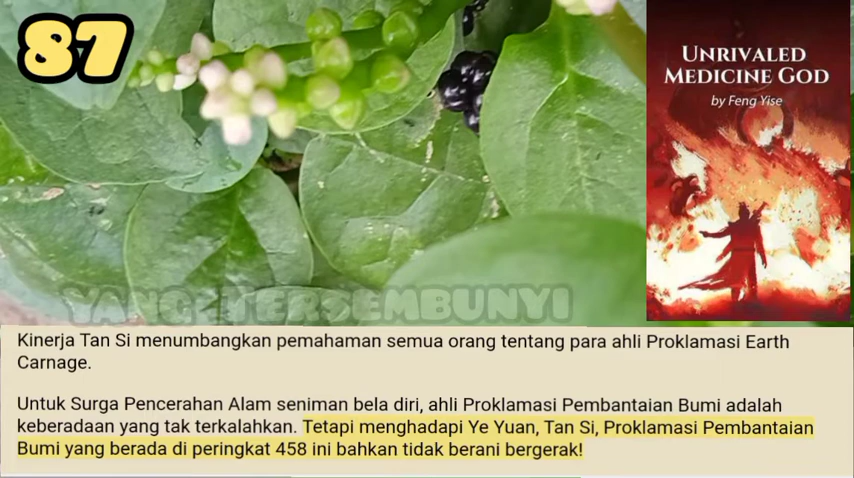 87
UNRIVALED
MEDICINE GOD
by Feng Yise
YANG TERSEMBUNYI
Kinerja Tan Si menumbangkan pemahaman semua orang tentang para ahli Proklamasi Earth
Carnage.
Untuk Surga Pencerahan Alam seniman bela diri, ahli Proklamasi Pembantaian Bumi adalah
keberadaan yang tak terkalahkan. Tetapi menghadapi Ye Yuan, Tan Si, Proklamasi Pembantaian
Bumi yang berada di peringkat 458 ini bahkan tidak berani bergerak!